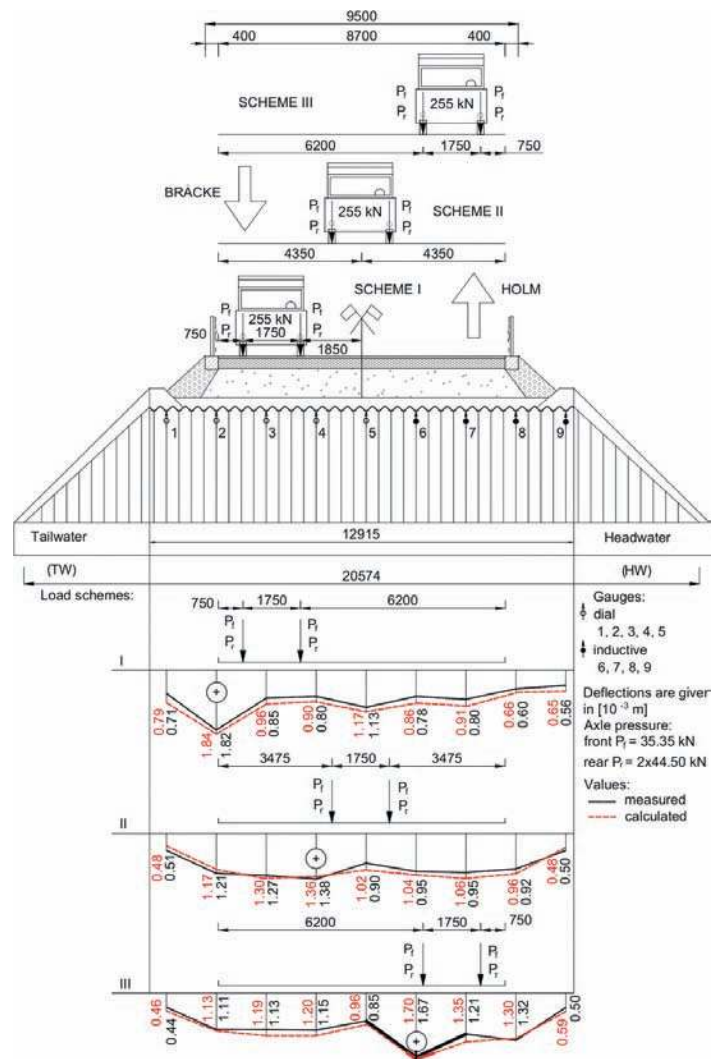 9500
400 8700 400
SCHEME III
Pf Pf
Pr 255 kN Pr
6200 1750 750
BRÄCKE
Pf Pf
Pr 255 kN Pr
SCHEME II
4350 4350
SCHEME I
HOLM
Pf Pf
Pr 255 kN Pr
750 1750
1850
1 2 3 4 5 6 7 8 9
Tailwater 12915 Headwater
(TW) 20574 (HW)
Load schemes:
750 1750 6200
Pf Pf
Pr Pr
I
0.79 1.84 0.96 0.90 1.17 0.86 0.91 0.66 0.65
0.71 1.82 0.85 0.80 1.13 0.78 0.80 0.60 0.56
3475 1750 3475
Pf Pf
Pr Pr
II
0.48 1.17 1.30 1.36 1.02 1.04 1.06 0.96 0.48
0.51 1.21 1.27 1.38 0.90 0.95 0.95 0.92 0.50
6200 1750 750
Pf Pf
Pr Pr
III
0.46 1.13 1.19 1.20 0.96 1.70 1.35 1.30 0.59
0.44 1.11 1.13 1.15 0.85 1.67 1.21 1.32 0.50
Gauges:
dial
1, 2, 3, 4, 5
inductive
6, 7, 8, 9
Deflections are given
in [10 -3 m]
Axle pressure:
front Pf = 35.35 kN
rear Pr = 2x44.50 kN
Values:
measured
calculated